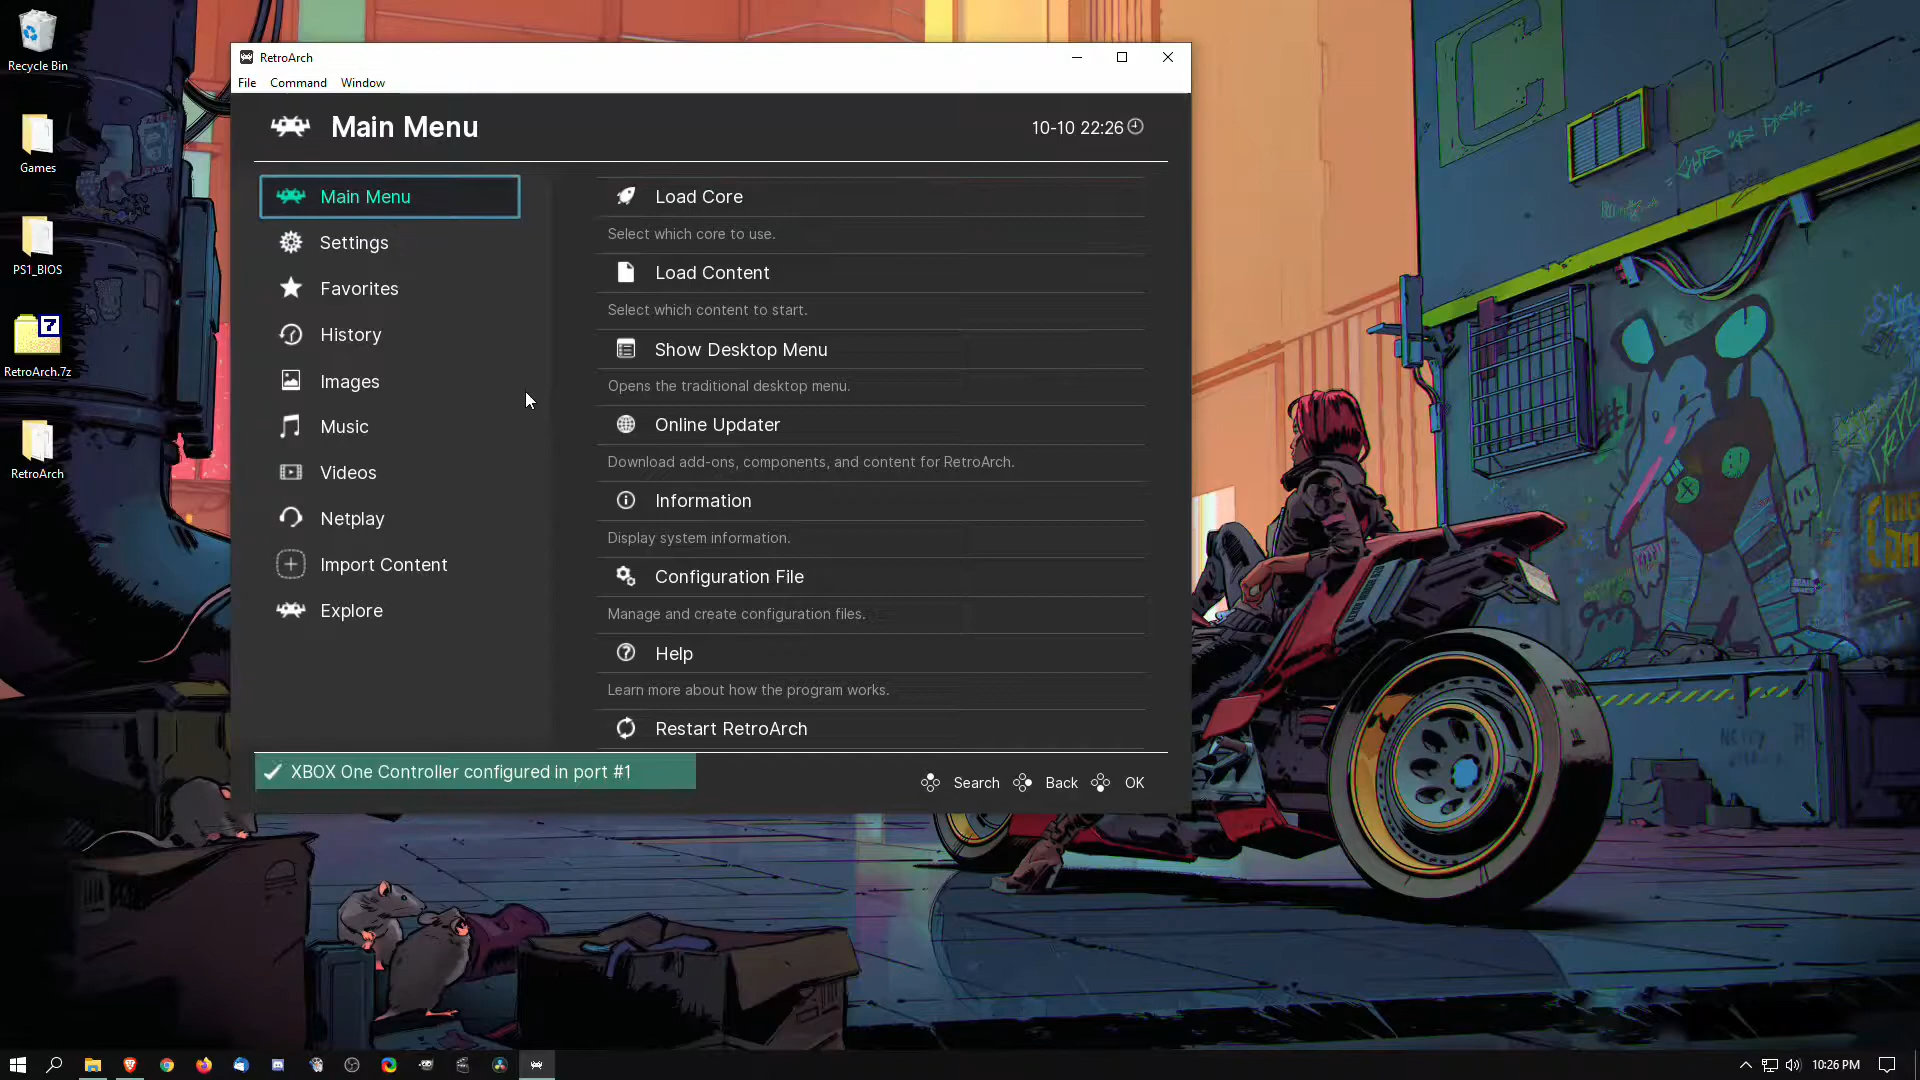 Recycle Bin
Games
PS1_BIOS
RetroArch.7z
RetroArch
RetroArch
File Command Window
Main Menu
10-10 22:26
Main Menu
Settings
Favorites
History
Images
Music
Videos
Netplay
Import Content
Explore
Load Core
Select which core to use.
Load Content
Select which content to start.
Show Desktop Menu
Opens the traditional desktop menu.
Online Updater
Download add-ons, components, and content for RetroArch.
Information
Display system information.
Configuration File
Manage and create configuration files.
Help
Learn more about how the program works.
Restart RetroArch
XBOX One Controller configured in port #1
Search Back OK
10:26 PM